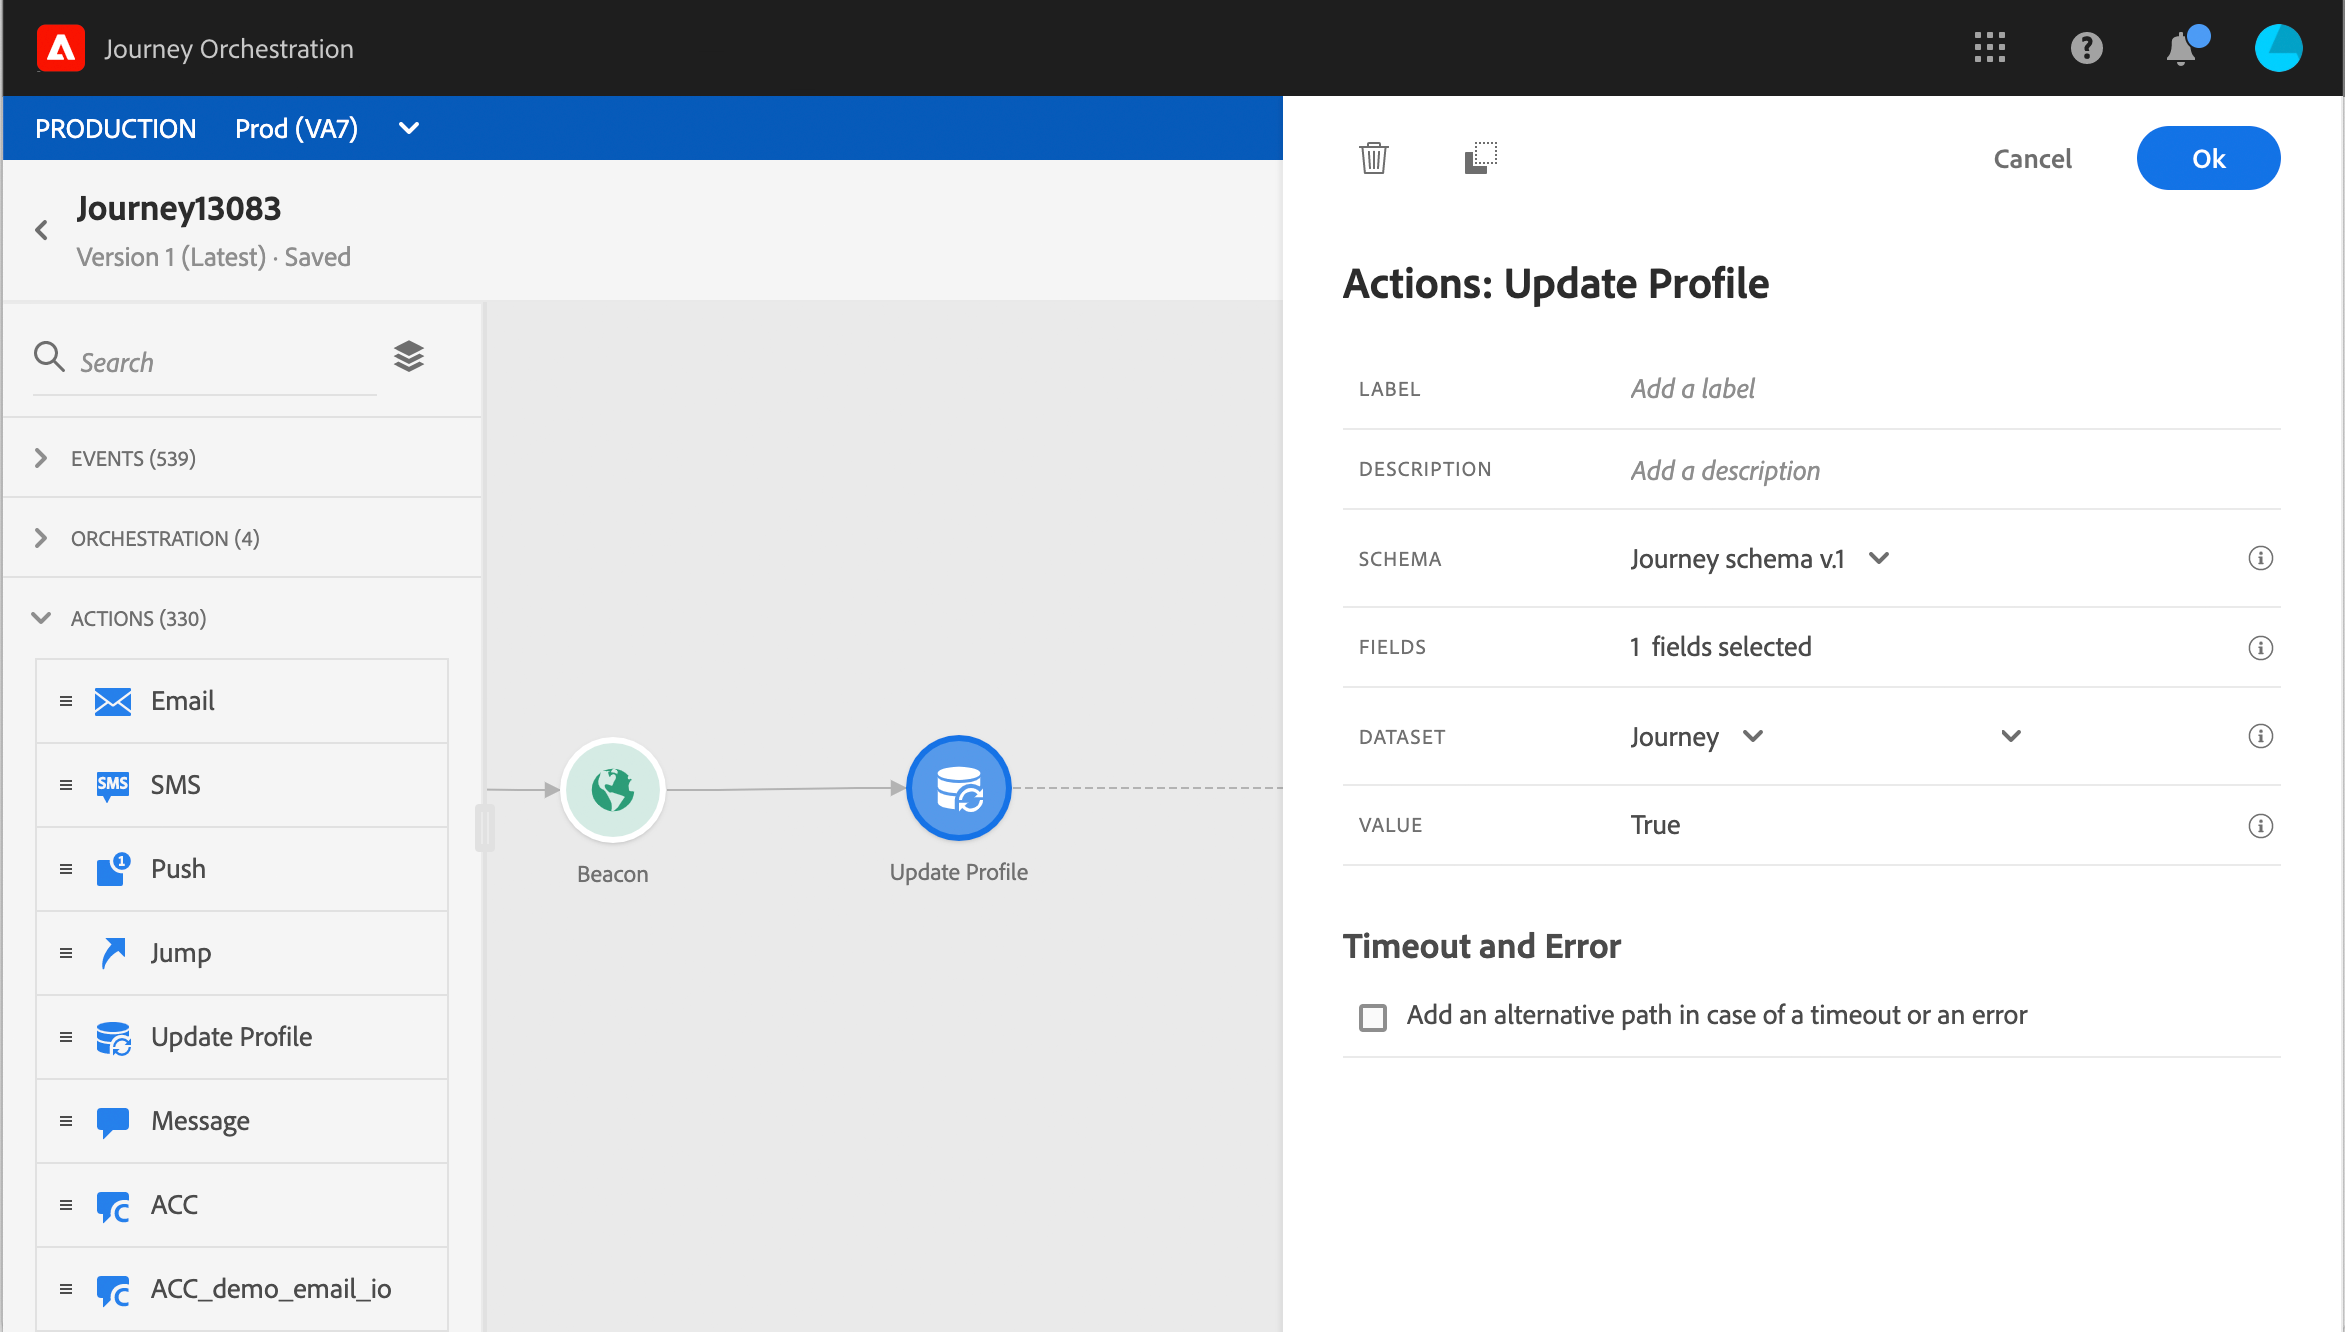 Journey Orchestration
PRODUCTION Prod (VA7)
Journey13083
Version 1 (Latest) · Saved
Search
EVENTS (539)
ORCHESTRATION (4)
ACTIONS (330)
Email
SMS SMS
1 Push
Jump
Update Profile
Message
ACC
ACC_demo_email_io
Beacon
Update Profile
Cancel
Ok
Actions: Update Profile
LABEL Add a label
DESCRIPTION Add a description
SCHEMA Journey schema v.1
FIELDS 1 fields selected
DATASET Journey
VALUE True
Timeout and Error
Add an alternative path in case of a timeout or an error